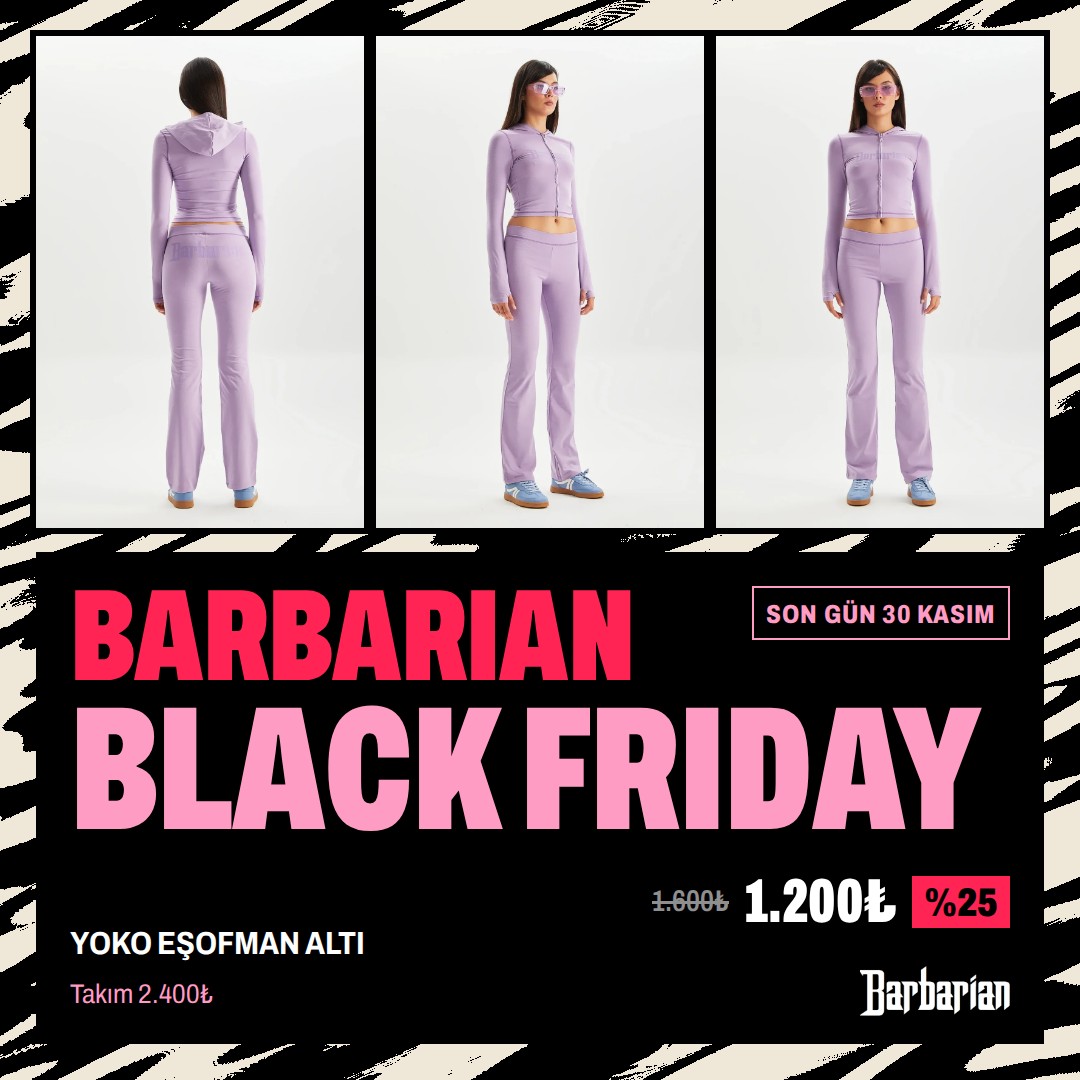 Barbarian
BARBARIAN
SON GÜN 30 KASIM
BLACK FRIDAY
1.600₺ 1.200₺ %25
YOKO EŞOFMAN ALTI
Takım 2.400₺
Barbarian